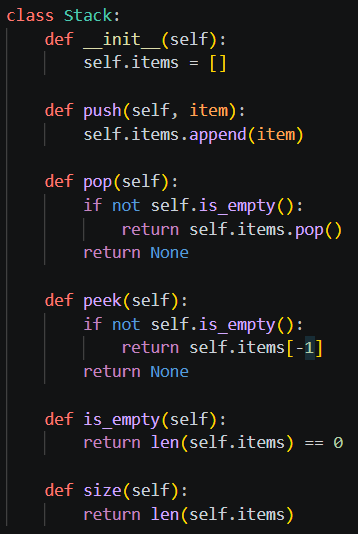 class Stack:
    def __init__(self):
        self.items = []

    def push(self, item):
        self.items.append(item)

    def pop(self):
        if not self.is_empty():
            return self.items.pop()
        return None

    def peek(self):
        if not self.is_empty():
            return self.items[-1]
        return None

    def is_empty(self):
        return len(self.items) == 0

    def size(self):
        return len(self.items)